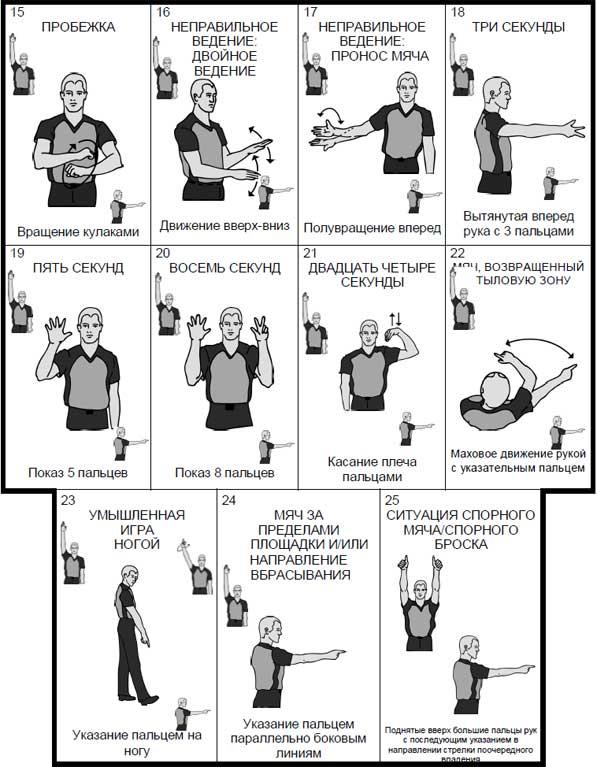 15
ПРОБЕЖКА
Вращение кулаками
16
НЕПРАВИЛЬНОЕ
ВЕДЕНИЕ:
ДВОЙНОЕ
ВЕДЕНИЕ
Движение вверх-вниз
17
НЕПРАВИЛЬНОЕ
ВЕДЕНИЕ:
ПРОНОС МЯЧА
Полувращение вперед
18
ТРИ СЕКУНДЫ
Вытянутая вперед
рука с 3 пальцами
19
ПЯТЬ СЕКУНД
Показ 5 пальцев
20
ВОСЕМЬ СЕКУНД
Показ 8 пальцев
21
ДВАДЦАТЬ ЧЕТЫРЕ
СЕКУНДЫ
Касание плеча
пальцами
22
МЯЧ, ВОЗВРАЩЕННЫЙ
ТЫЛОВУЮ ЗОНУ
Маховое движение рукой
с указательным пальцем
23
УМЫШЛЕННАЯ
ИГРА
НОГОЙ
Указание пальцем на
ногу
24
МЯЧ ЗА
ПРЕДЕЛАМИ
ПЛОЩАДКИ И/ИЛИ
НАПРАВЛЕНИЕ
ВБРАСЫВАНИЯ
Указание пальцем
параллельно боковым
линиям
25
СИТУАЦИЯ СПОРНОГО
МЯЧА/СПОРНОГО
БРОСКА
Поднятые вверх большие пальцы рук
с последующим указанием в
направлении стрелки поочередного
владения